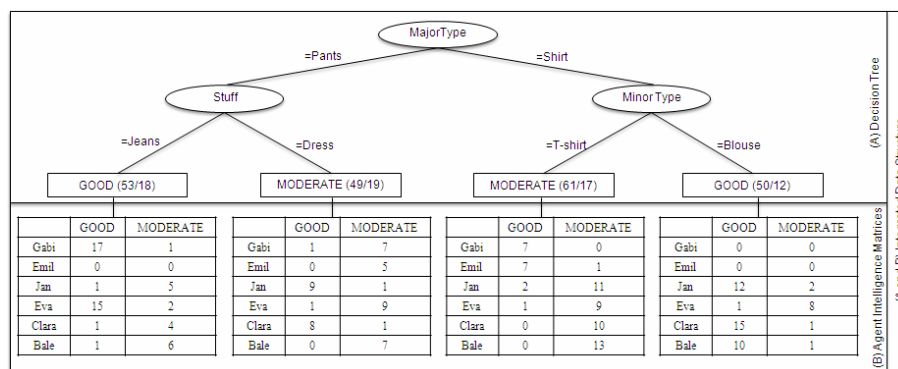 MajorType
=Pants
=Shirt
Stuff
Minor Type
=Jeans
=Dress
=T-shirt
=Blouse
GOOD (53/18)
MODERATE (49/19)
MODERATE (61/17)
GOOD (50/12)
(A) Decision Tree
GOOD MODERATE
Gabi 17 1
Emil 0 0
Jan 1 5
Eva 15 2
Clara 1 4
Bale 1 6
GOOD MODERATE
Gabi 1 7
Emil 0 5
Jan 9 1
Eva 1 9
Clara 8 1
Bale 0 7
GOOD MODERATE
Gabi 7 0
Emil 7 1
Jan 2 11
Eva 1 9
Clara 0 10
Bale 0 13
GOOD MODERATE
Gabi 0 0
Emil 0 0
Jan 12 2
Eva 1 8
Clara 15 1
Bale 10 1
(B) Agent Intelligence Matrices